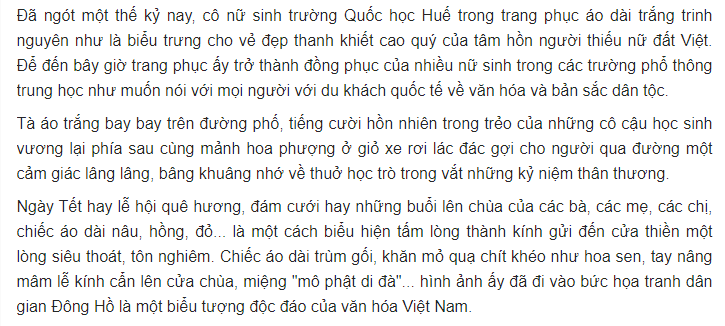 Đã ngót một thế kỷ nay, cô nữ sinh trường Quốc học Huế trong trang phục áo dài trắng trinh
nguyên như là biểu trưng cho vẻ đẹp thanh khiết cao quý của tâm hồn người thiếu nữ đất Việt.
Để đến bây giờ trang phục ấy trở thành đồng phục của nhiều nữ sinh trong các trường phổ thông
trung học như muốn nói với mọi người với du khách quốc tế về văn hóa và bản sắc dân tộc.
Tà áo trắng bay bay trên đường phố, tiếng cười hồn nhiên trong trẻo của những cô cậu học sinh
vương lại phía sau cùng mảnh hoa phượng ở giỏ xe rơi lác đác gợi cho người qua đường một
cảm giác lâng lâng, bâng khuâng nhớ về thuở học trò trong vắt những kỷ niệm thân thương.
Ngày Tết hay lễ hội quê hương, đám cưới hay những buổi lên chùa của các bà, các mẹ, các chị,
chiếc áo dài nâu, hồng, đỏ... là một cách biểu hiện tấm lòng thành kính gửi đến cửa thiền một
lòng siêu thoát, tôn nghiêm. Chiếc áo dài trùm gối, khăn mỏ quạ chít khéo như hoa sen, tay nâng
mâm lễ kính cẩn lên cửa chùa, miệng "mô phật di đà"... hình ảnh ấy đã đi vào bức họa tranh dân
gian Đông Hồ là một biểu tượng độc đáo của văn hóa Việt Nam.